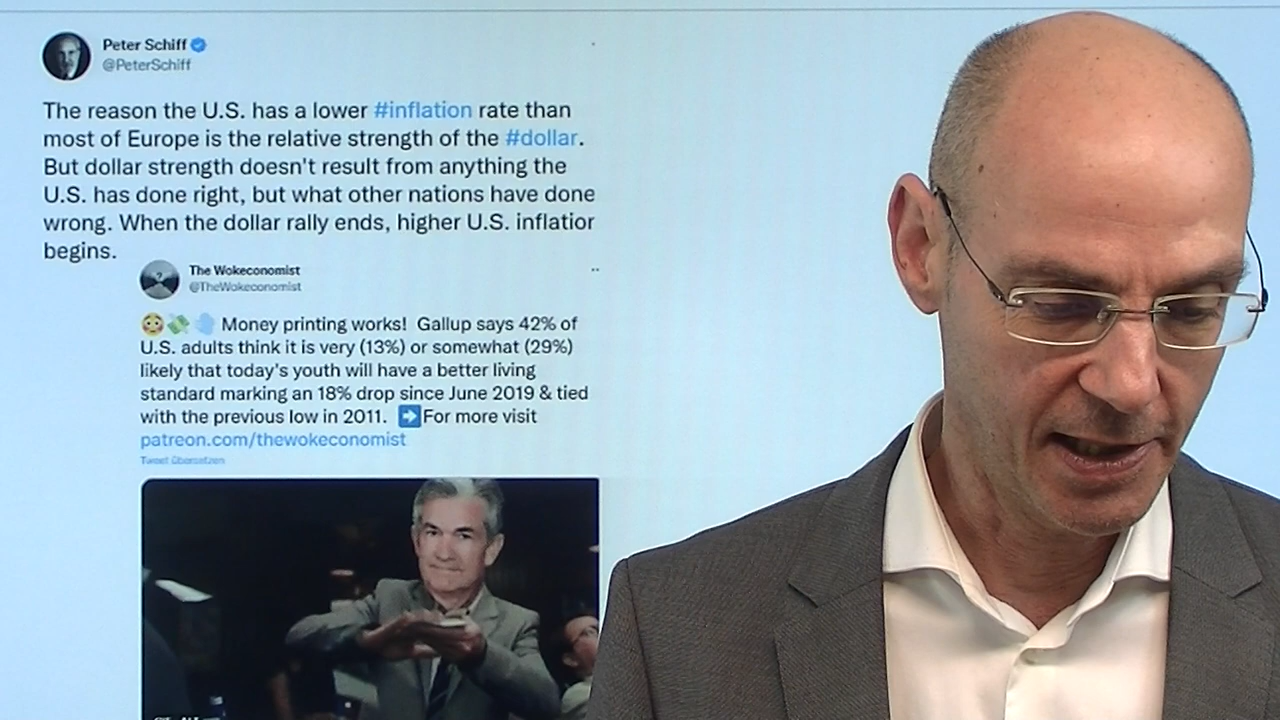 Peter Schiff
@PeterSchiff
The reason the U.S. has a lower #inflation rate than
most of Europe is the relative strength of the #dollar.
But dollar strength doesn't result from anything the
U.S. has done right, but what other nations have done
wrong. When the dollar rally ends, higher U.S. inflation
begins.
The Wokeconomist
@TheWokeconomist
Money printing works! Gallup says 42% of
U.S. adults think it is very (13%) or somewhat (29%)
likely that today's youth will have a better living
standard marking an 18% drop since June 2019 & tied
with the previous low in 2011. ➡️For more visit
patreon.com/thewokeconomist
Tweet übersetzen